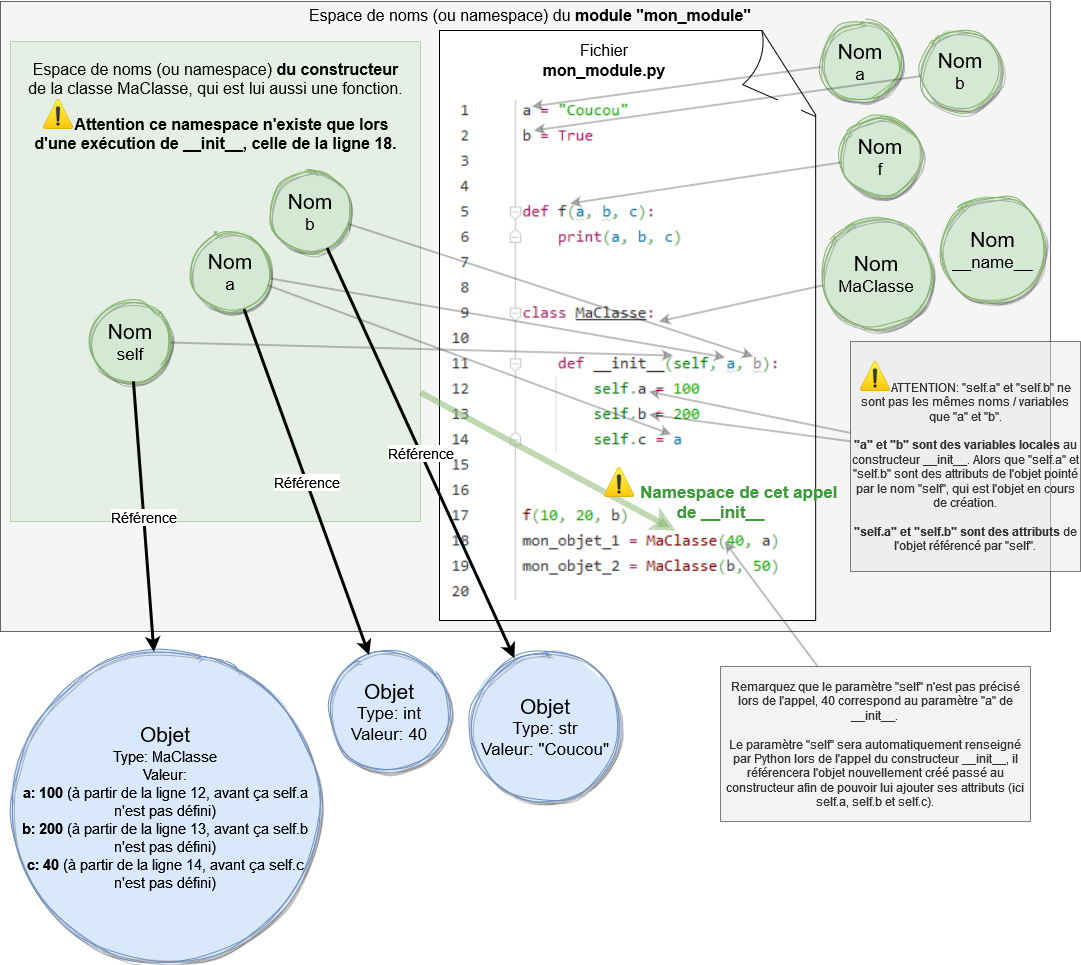 Espace de noms (ou namespace) du module "mon_module"
Espace de noms (ou namespace) du constructeur
de la classe MaClasse, qui est lui aussi une fonction.
Attention ce namespace n'existe que lors
d'une exécution de __init__, celle de la ligne 18.
Nom
b
Nom
a
Nom
self
Référence
Référence
Référence
Fichier
mon_module.py
1 a = "Coucou"
2 b = True
3
4
5 def f(a, b, c):
6 print(a, b, c)
7
8
9 class MaClasse:
10
11 def __init__(self, a, b):
12 self.a = 100
13 self.b = 200
14 self.c = a
15
16
17 f(10, 20, b)
18 mon_objet_1 = MaClasse(40, a)
19 mon_objet_2 = MaClasse(b, 50)
20
Namespace de cet appel
de __init__
Nom
a
Nom
b
Nom
f
Nom
MaClasse
Nom
__name__
ATTENTION: "self.a" et "self.b" ne
sont pas les mêmes noms / variables
que "a" et "b".
"a" et "b" sont des variables locales au
constructeur __init__. Alors que "self.a" et
"self.b" sont des attributs de l'objet pointé
par le nom "self", qui est l'objet en cours
de création.
"self.a" et "self.b" sont des attributs de
l'objet référencé par "self".
Remarquez que le paramètre "self" n'est pas précisé
lors de l'appel, 40 correspond au paramètre "a" de
__init__.
Le paramètre "self" sera automatiquement renseigné
par Python lors de l'appel du constructeur __init__, il
référencera l'objet nouvellement créé passé au
constructeur afin de pouvoir lui ajouter ses attributs (ici
self.a, self.b et self.c).
Objet
Type: MaClasse
Valeur:
a: 100 (à partir de la ligne 12, avant ça self.a
n'est pas défini)
b: 200 (à partir de la ligne 13, avant ça self.b
n'est pas défini)
c: 40 (à partir de la ligne 14, avant ça self.c
n'est pas défini)
Objet
Type: int
Valeur: 40
Objet
Type: str
Valeur: "Coucou"